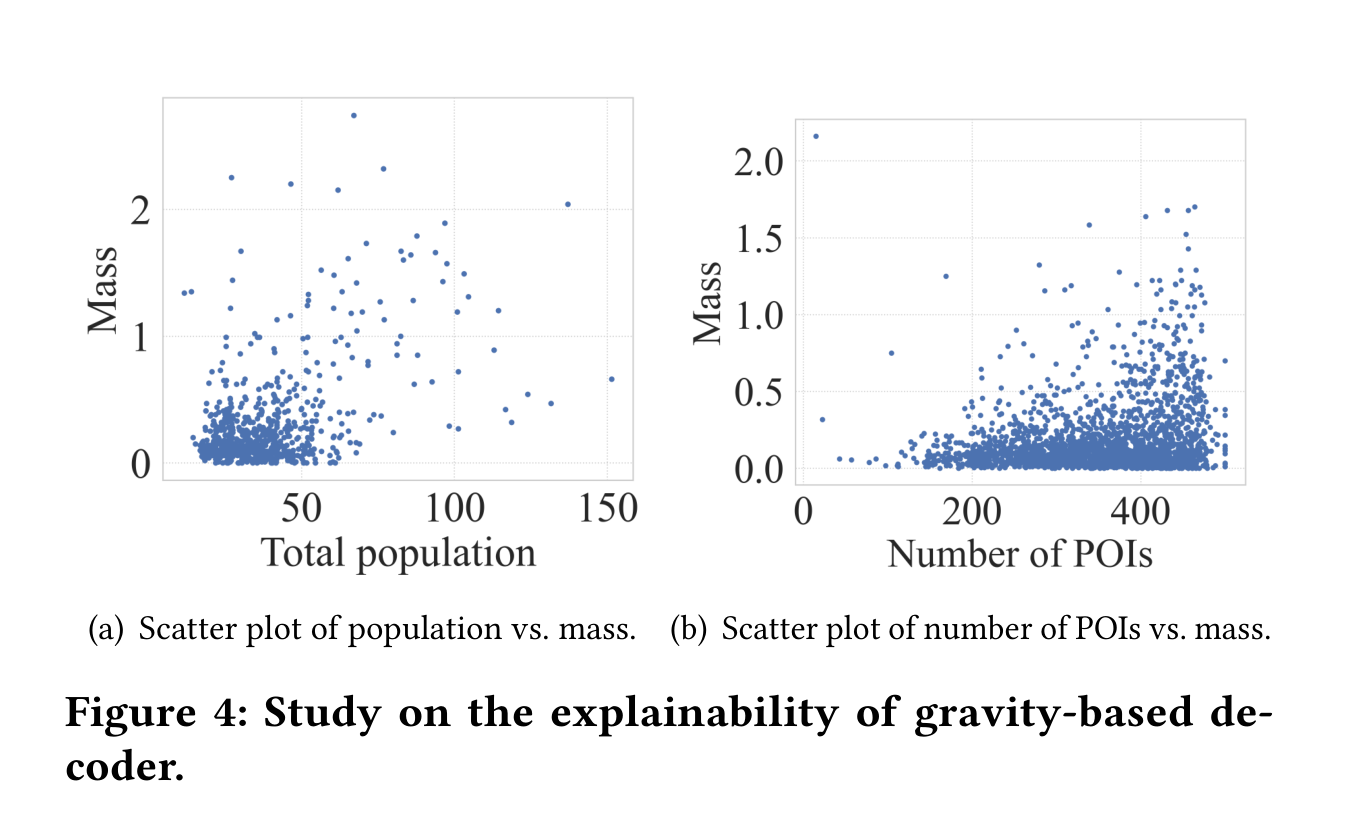 Mass
2
1
0
50 100 150
Total population
(a) Scatter plot of population vs. mass.
Mass
2.0
1.5
1.0
0.5
0.0
0 200 400
Number of POIs
(b) Scatter plot of number of POIs vs. mass.
Figure 4: Study on the explainability of gravity-based de-
coder.